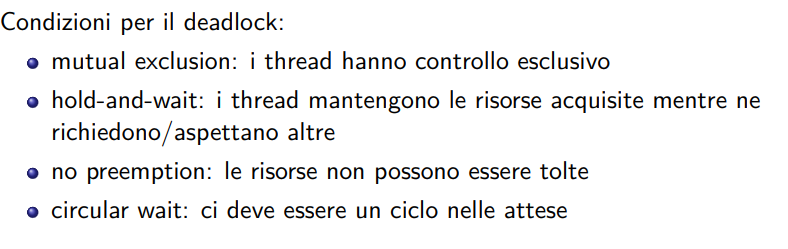 Condizioni per il deadlock:
mutual exclusion: i thread hanno controllo esclusivo
hold-and-wait: i thread mantengono le risorse acquisite mentre ne
richiedono/aspettano altre
no preemption: le risorse non possono essere tolte
circular wait: ci deve essere un ciclo nelle attese